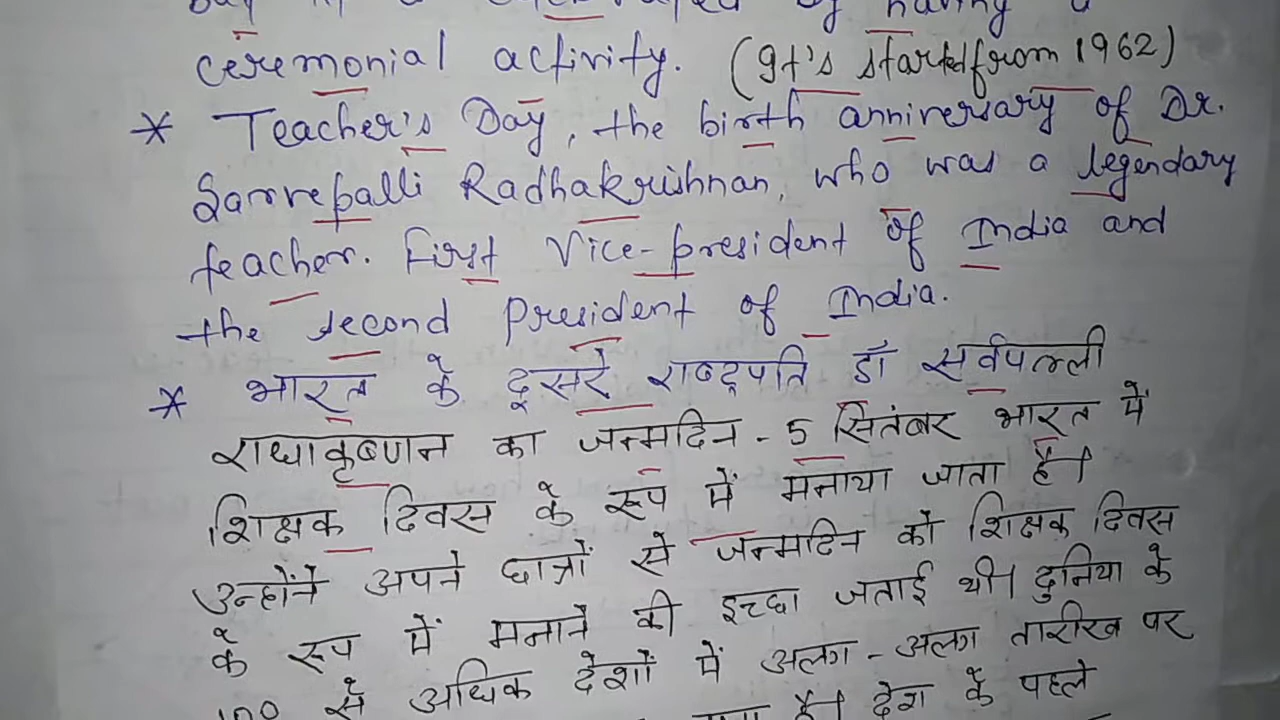 of having a
ceremonial activity. (It's started from 1962)
* Teacher's Day, the birth anniversary of Dr.
Sarvepalli Radhakrishnan, who was a legendary
teacher. First Vice-president of India and
the second president of India.
* भारत के दूसरे राष्ट्रपति डॉ सर्वपल्ली
राधाकृष्णन का जन्मदिन - 5 सितंबर भारत में
शिक्षक दिवस के रूप में मनाया जाता है।
उन्होंने अपने छात्रों से जन्मदिन को शिक्षक दिवस
के रूप में मनाने की इच्छा जताई थी। दुनिया के
100 से अधिक देशों में अलग - अलग तारीख पर
है। देश के पहले